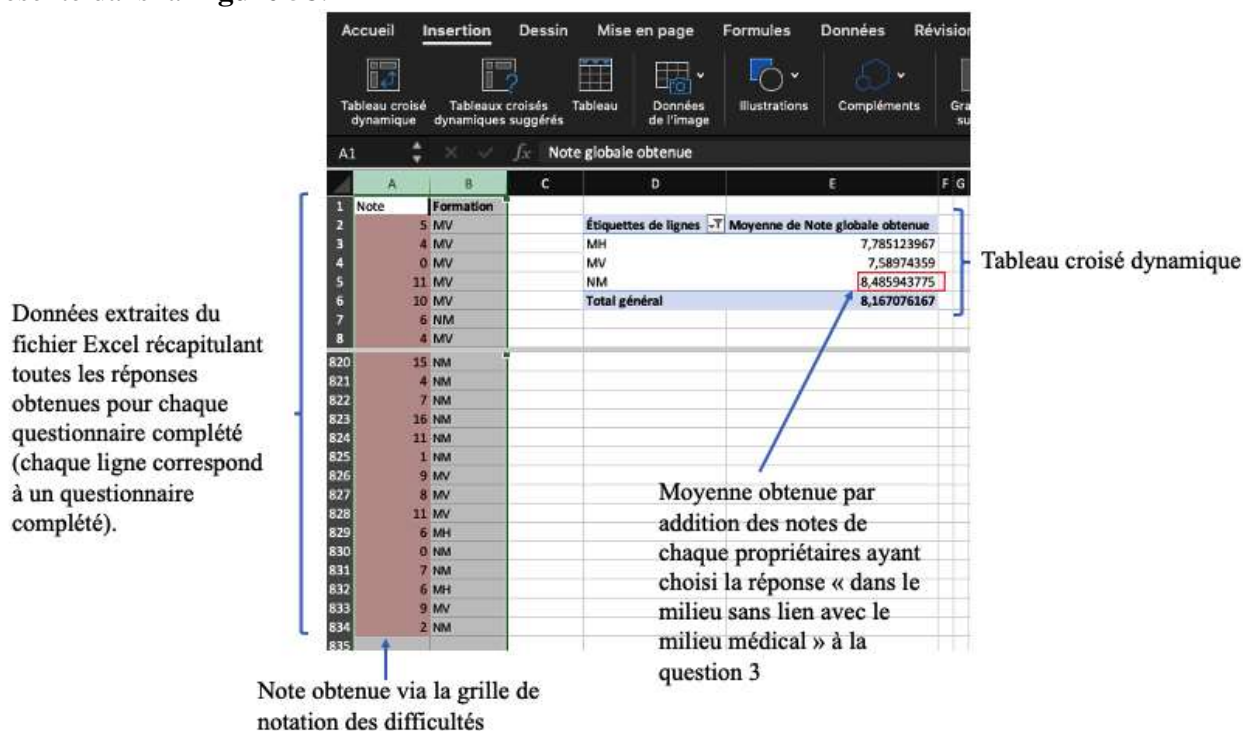 Accueil Insertion Dessin Mise en page Formules Données Révision
Tableau croisé dynamique
Tableaux croisés dynamiques suggérés
Tableau
Données de l'image
Illustrations
Compléments
A1 fx Note globale obtenue
A B C D E F G
1 Note Formation
2 5 MV Étiquettes de lignes Moyenne de Note globale obtenue
3 4 MV MH 7,785123967
4 0 MV MV 7,58974359
5 11 MV NM 8,485943775
6 10 MV Total général 8,167076167
7 6 NM
8 4 MV
820 15 NM
821 4 NM
822 7 NM
823 16 NM
824 11 NM
825 1 NM
826 9 MV
827 8 MV
828 11 MV
829 6 MH
830 0 NM
831 7 NM
832 6 MH
833 9 MV
834 2 NM
835
Données extraites du
fichier Excel récapitulant
toutes les réponses
obtenues pour chaque
questionnaire complété
(chaque ligne correspond
à un questionnaire
complété).
Tableau croisé dynamique
Moyenne obtenue par
addition des notes de
chaque propriétaires ayant
choisi la réponse « dans le
milieu sans lien avec le
milieu médical » à la
question 3
Note obtenue via la grille de
notation des difficultés